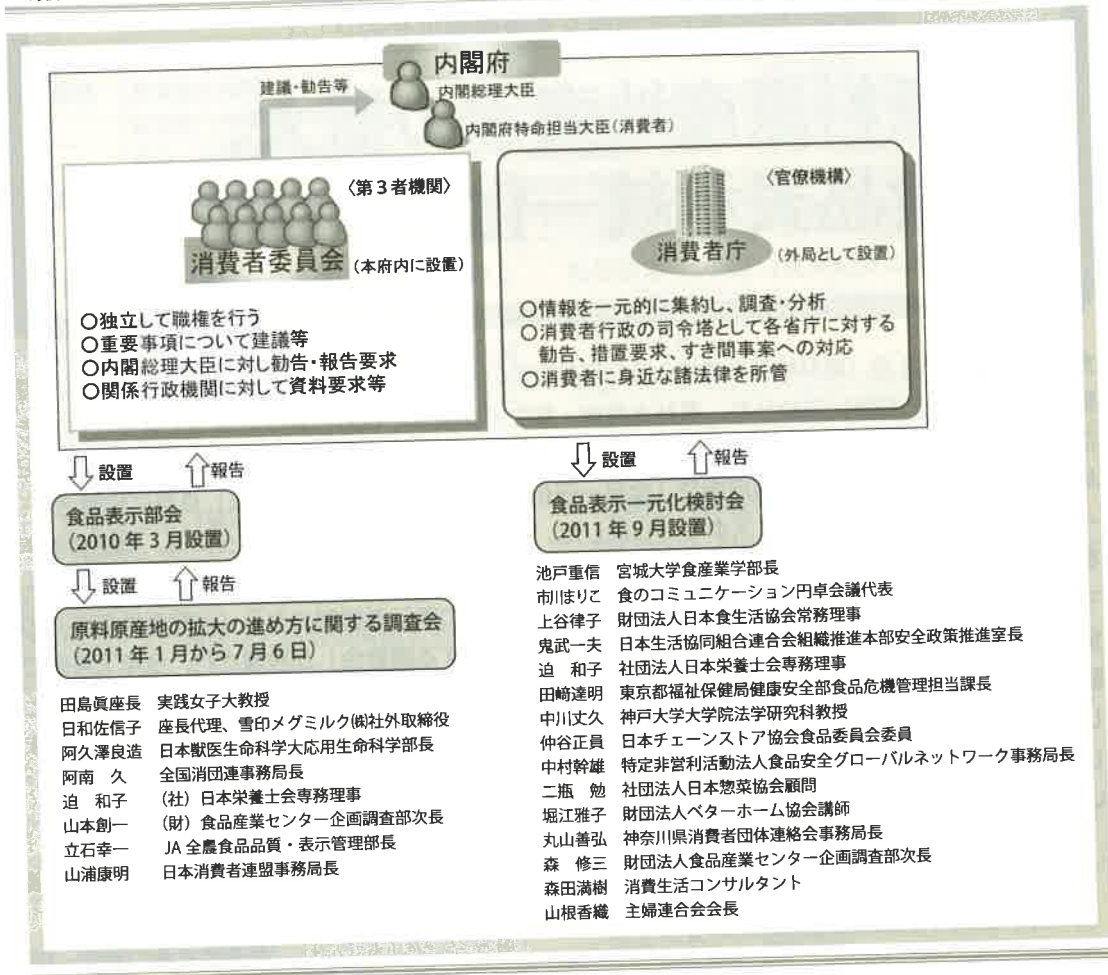 内閣府
建議・勧告等
内閣総理大臣
内閣府特命担当大臣(消費者)
〈第3者機関〉
消費者委員会 (本府内に設置)
○独立して職権を行う
○重要事項について建議等
○内閣総理大臣に対し勧告・報告要求
○関係行政機関に対して資料要求等
〈官僚機構〉
消費者庁 (外局として設置)
○情報を一元的に集約し、調査・分析
○消費者行政の司令塔として各省庁に対する
勧告、措置要求、すき間事案への対応
○消費者に身近な諸法律を所管
設置 報告
食品表示部会
(2010年3月設置)
設置 報告
原料原産地の拡大の進め方に関する調査会
(2011年1月から7月6日)
田島眞座長 実践女子大教授
日和佐信子 座長代理、雪印メグミルク㈱社外取締役
阿久澤良造 日本獣医生命科学大応用生命科学部長
阿南 久 全国消団連事務局長
迫 和子 (社)日本栄養士会専務理事
山本創一 (財)食品産業センター企画調査部次長
立石幸一 JA全農食品品質・表示管理部長
山浦康明 日本消費者連盟事務局長
設置 報告
食品表示一元化検討会
(2011年9月設置)
池戸重信 宮城大学食産業学部長
市川まりこ 食のコミュニケーション円卓会議代表
上谷律子 財団法人日本食生活協会常務理事
鬼武一夫 日本生活協同組合連合会組織推進本部安全政策推進室長
迫 和子 社団法人日本栄養士会専務理事
田﨑達明 東京都福祉保健局健康安全部食品危機管理担当課長
中川丈久 神戸大学大学院法学研究科教授
仲谷正員 日本チェーンストア協会食品委員会委員
中村幹雄 特定非営利活動法人食品安全グローバルネットワーク事務局長
二瓶 勉 社団法人日本惣菜協会顧問
堀江雅子 財団法人ベターホーム協会講師
丸山善弘 神奈川県消費者団体連絡会事務局長
森 修三 財団法人食品産業センター企画調査部次長
森田満樹 消費生活コンサルタント
山根香織 主婦連合会会長